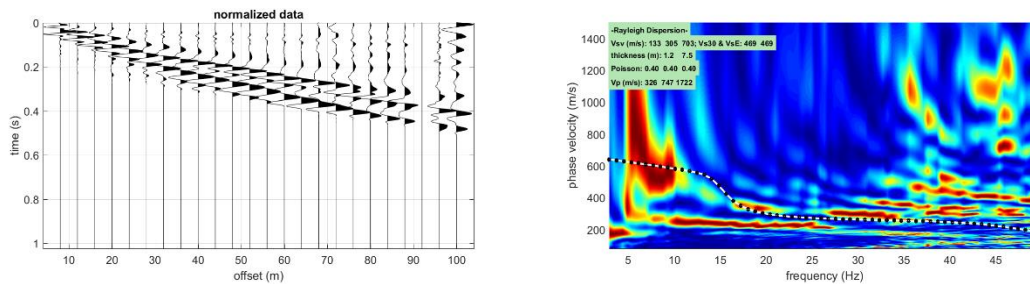 normalized data
0
0.2
0.4
0.6
0.8
1
time (s)
10 20 30 40 50 60 70 80 90 100
offset (m)
-Rayleigh Dispersion-
Vsv (m/s): 133 305 703; Vs30 & VsE: 469 469
thickness (m): 1.2 7.5
Poisson: 0.40 0.40 0.40
Vp (m/s): 326 747 1722
1400
1200
1000
800
600
400
200
phase velocity (m/s)
5 10 15 20 25 30 35 40 45
frequency (Hz)